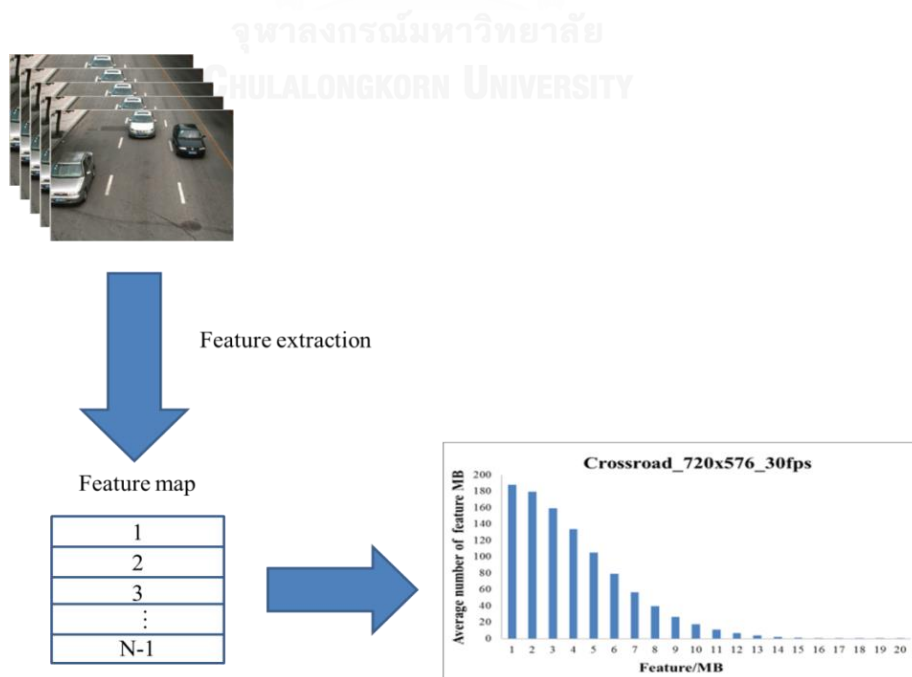 จุฬาลงกรณ์มหาวิทยาลัย
CHULALONGKORN UNIVERSITY
Feature extraction
Feature map
1
2
3
⋮
N-1
Crossroad_720x576_30fps
Average number of feature MB
200
180
160
140
120
100
80
60
40
20
0
1 2 3 4 5 6 7 8 9 10 11 12 13 14 15 16 17 18 19 20
Feature/MB